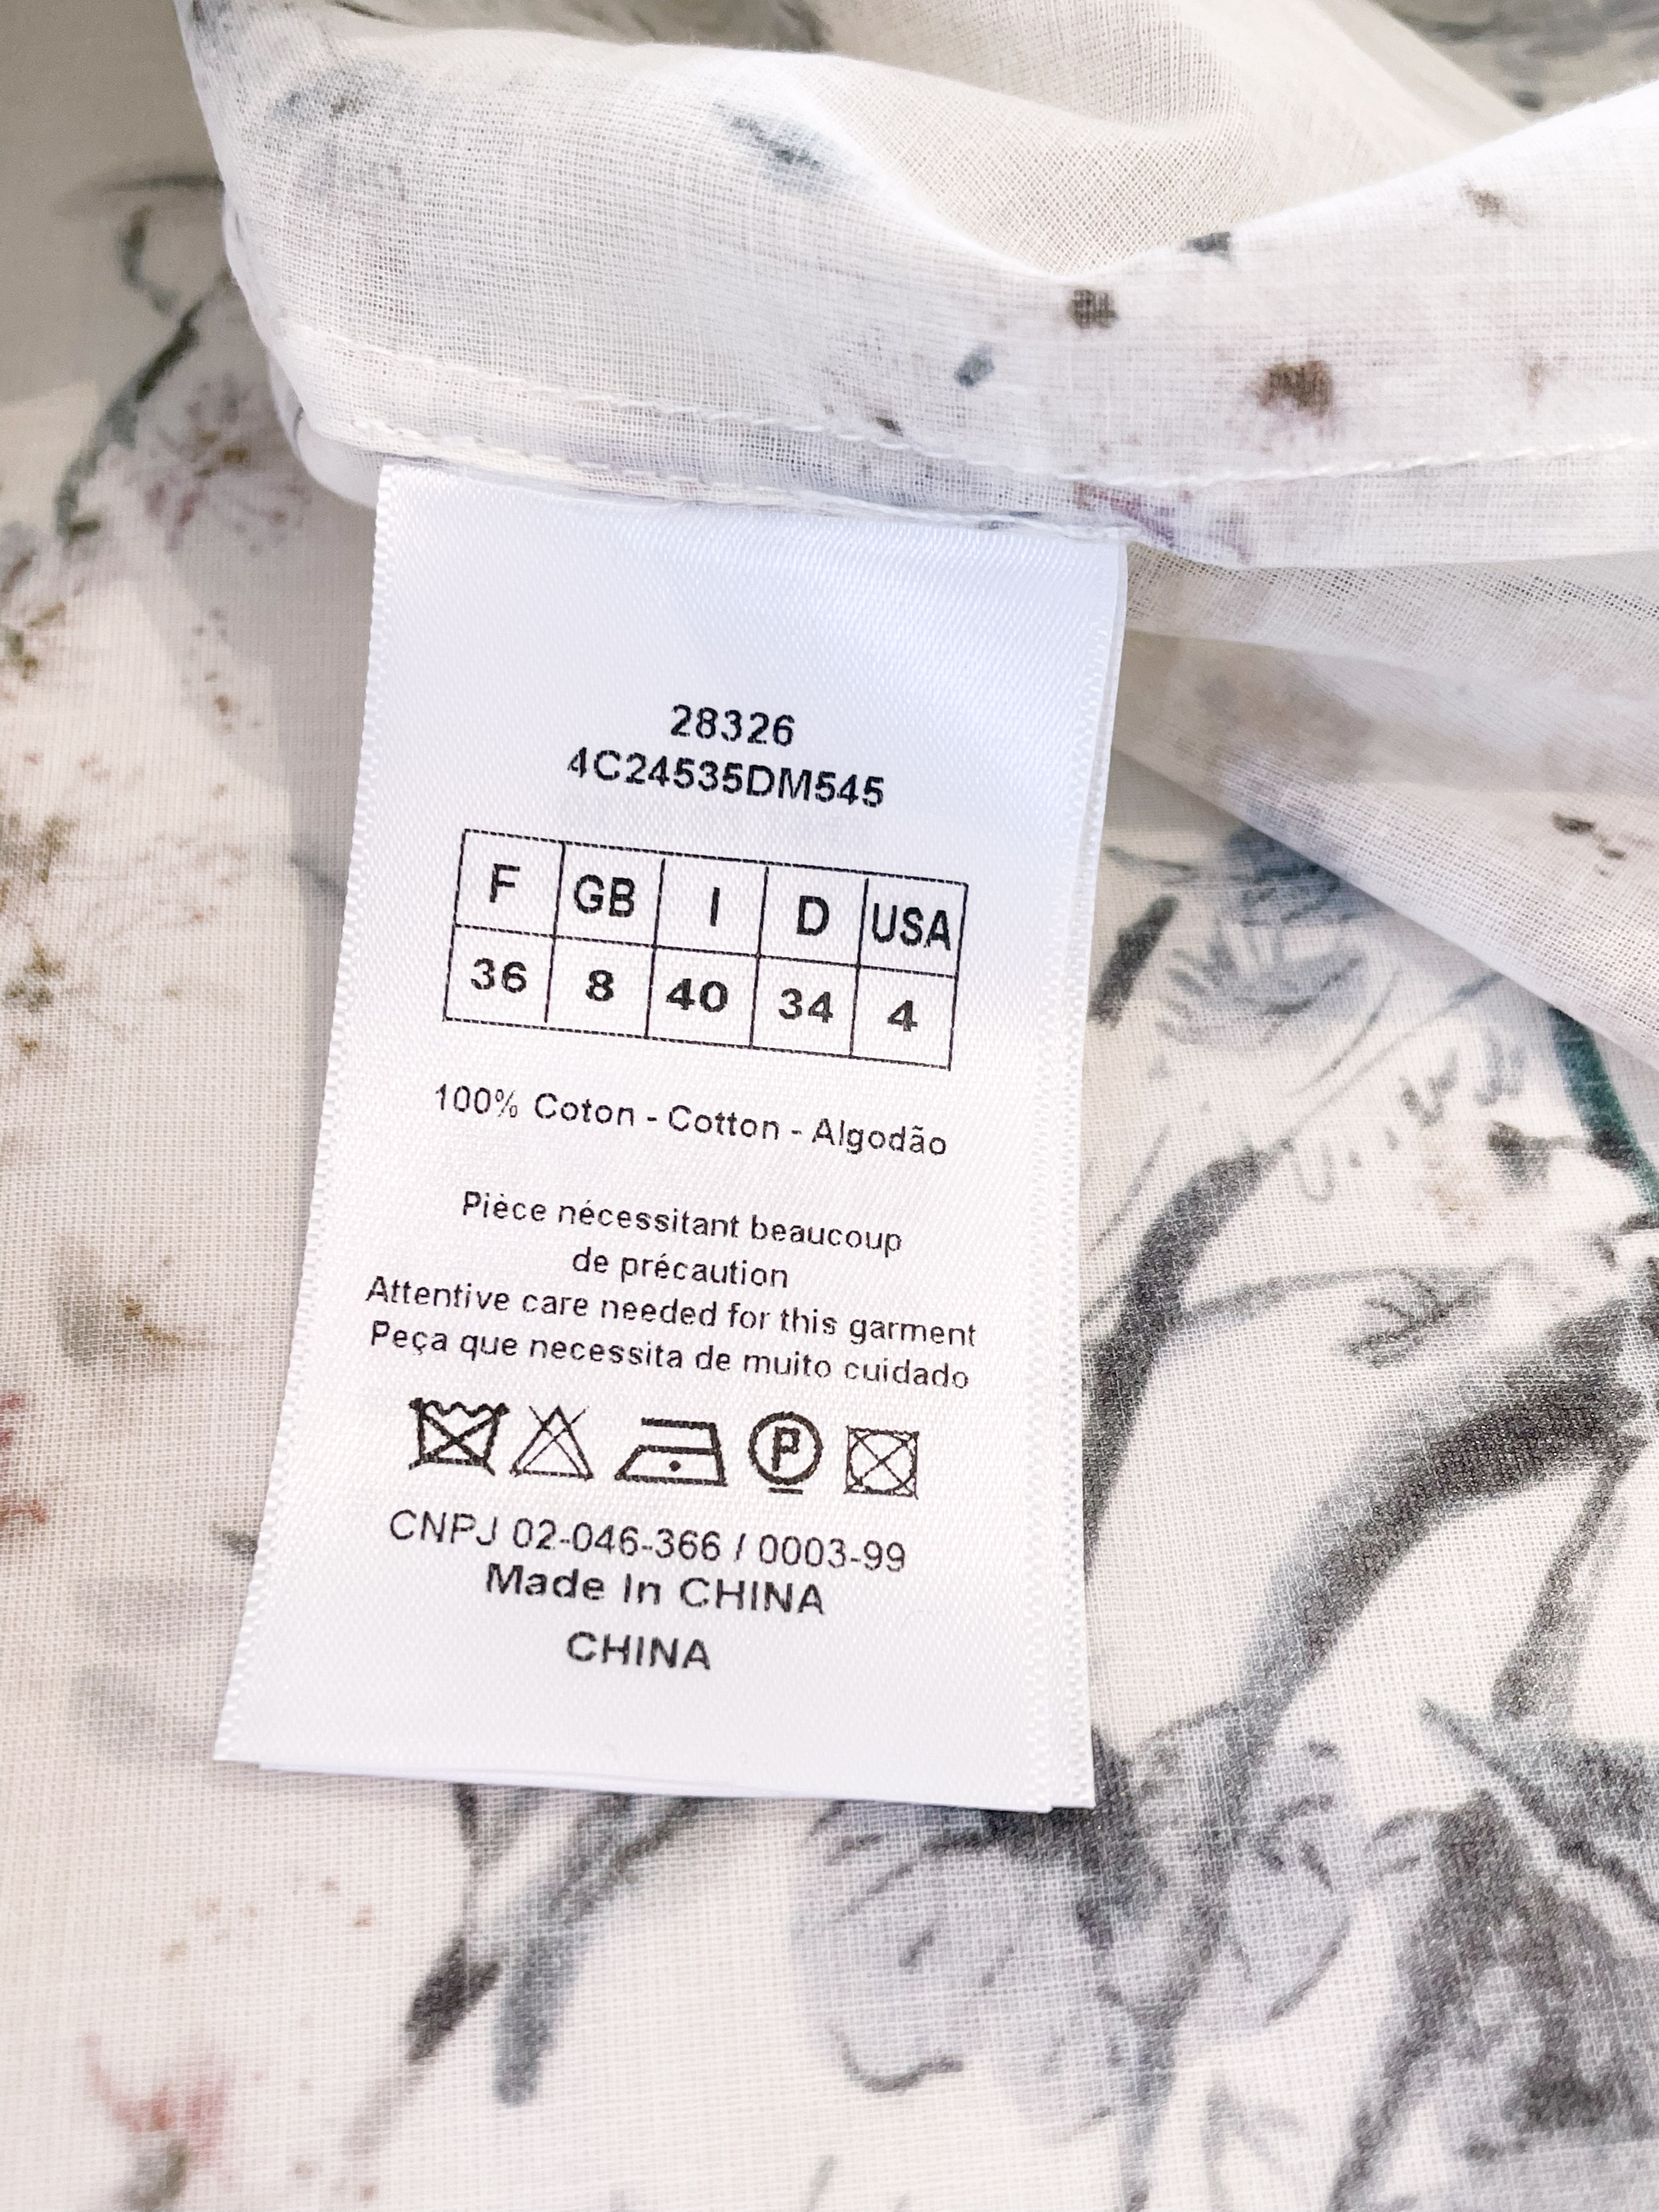 28326
4C24535DM545
F GB I D USA
36 8 40 34 4
100% Coton - Cotton - Algodão
Pièce nécessitant beaucoup
de précaution
Attentive care needed for this garment
Peça que necessita de muito cuidado
P
CNPJ 02-046-366 / 0003-99
Made In CHINA
CHINA